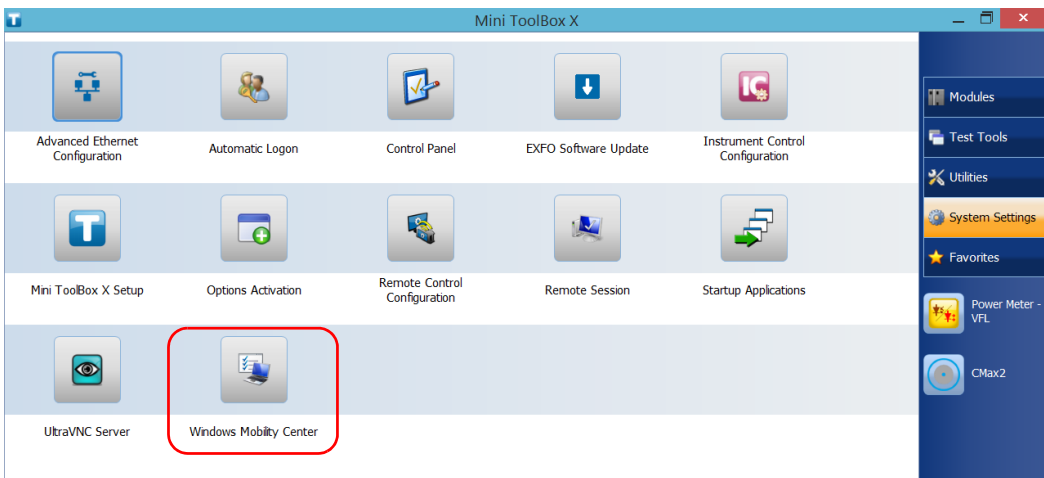 Mini ToolBox X
Advanced Ethernet
Configuration
Automatic Logon
Control Panel
EXFO Software Update
Instrument Control
Configuration
Mini ToolBox X Setup
Options Activation
Remote Control
Configuration
Remote Session
Startup Applications
UltraVNC Server
Windows Mobility Center
Modules
Test Tools
Utilities
System Settings
Favorites
Power Meter -
VFL
CMax2